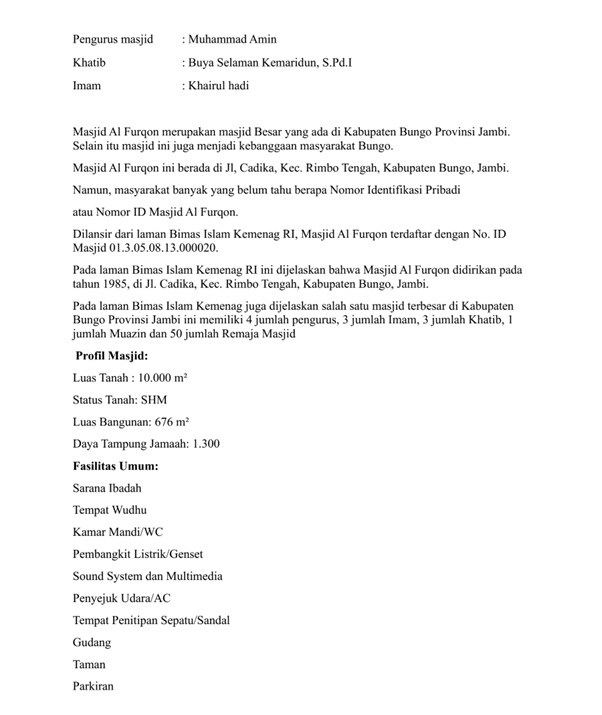 Pengurus masjid : Muhammad Amin
Khatib : Buya Selaman Kemaridun, S.Pd.I
Imam : Khairul hadi
Masjid Al Furqon merupakan masjid Besar yang ada di Kabupaten Bungo Provinsi Jambi.
Selain itu masjid ini juga menjadi kebanggaan masyarakat Bungo.
Masjid Al Furqon ini berada di Jl, Cadika, Kec. Rimbo Tengah, Kabupaten Bungo, Jambi.
Namun, masyarakat banyak yang belum tahu berapa Nomor Identifikasi Pribadi
atau Nomor ID Masjid Al Furqon.
Dilansir dari laman Bimas Islam Kemenag RI, Masjid Al Furqon terdaftar dengan No. ID
Masjid 01.3.05.08.13.000020.
Pada laman Bimas Islam Kemenag RI ini dijelaskan bahwa Masjid Al Furqon didirikan pada
tahun 1985, di Jl. Cadika, Kec. Rimbo Tengah, Kabupaten Bungo, Jambi.
Pada laman Bimas Islam Kemenag juga dijelaskan salah satu masjid terbesar di Kabupaten
Bungo Provinsi Jambi ini memiliki 4 jumlah pengurus, 3 jumlah Imam, 3 jumlah Khatib, 1
jumlah Muazin dan 50 jumlah Remaja Masjid
Profil Masjid:
Luas Tanah : 10.000 m²
Status Tanah: SHM
Luas Bangunan: 676 m²
Daya Tampung Jamaah: 1.300
Fasilitas Umum:
Sarana Ibadah
Tempat Wudhu
Kamar Mandi/WC
Pembangkit Listrik/Genset
Sound System dan Multimedia
Penyejuk Udara/AC
Tempat Penitipan Sepatu/Sandal
Gudang
Taman
Parkiran